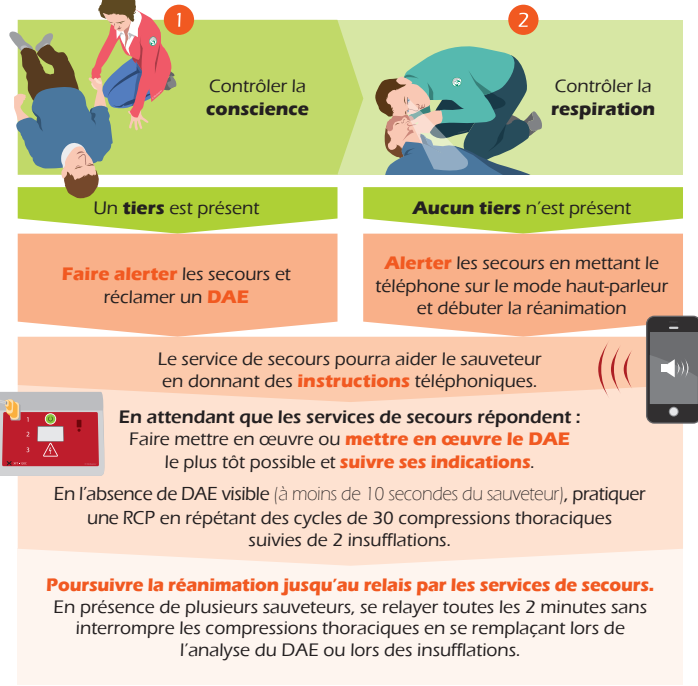 1
Contrôler la
conscience
2
Contrôler la
respiration
Un tiers est présent
Aucun tiers n'est présent
Faire alerter les secours et
réclamer un DAE
Alerter les secours en mettant le
téléphone sur le mode haut-parleur
et débuter la réanimation
Le service de secours pourra aider le sauveteur
en donnant des instructions téléphoniques.
1
2
3
En attendant que les services de secours répondent :
Faire mettre en œuvre ou mettre en œuvre le DAE
le plus tôt possible et suivre ses indications.
En l'absence de DAE visible (à moins de 10 secondes du sauveteur), pratiquer
une RCP en répétant des cycles de 30 compressions thoraciques
suivies de 2 insufflations.
Poursuivre la réanimation jusqu'au relais par les services de secours.
En présence de plusieurs sauveteurs, se relayer toutes les 2 minutes sans
interrompre les compressions thoraciques en se remplaçant lors de
l'analyse du DAE ou lors des insufflations.